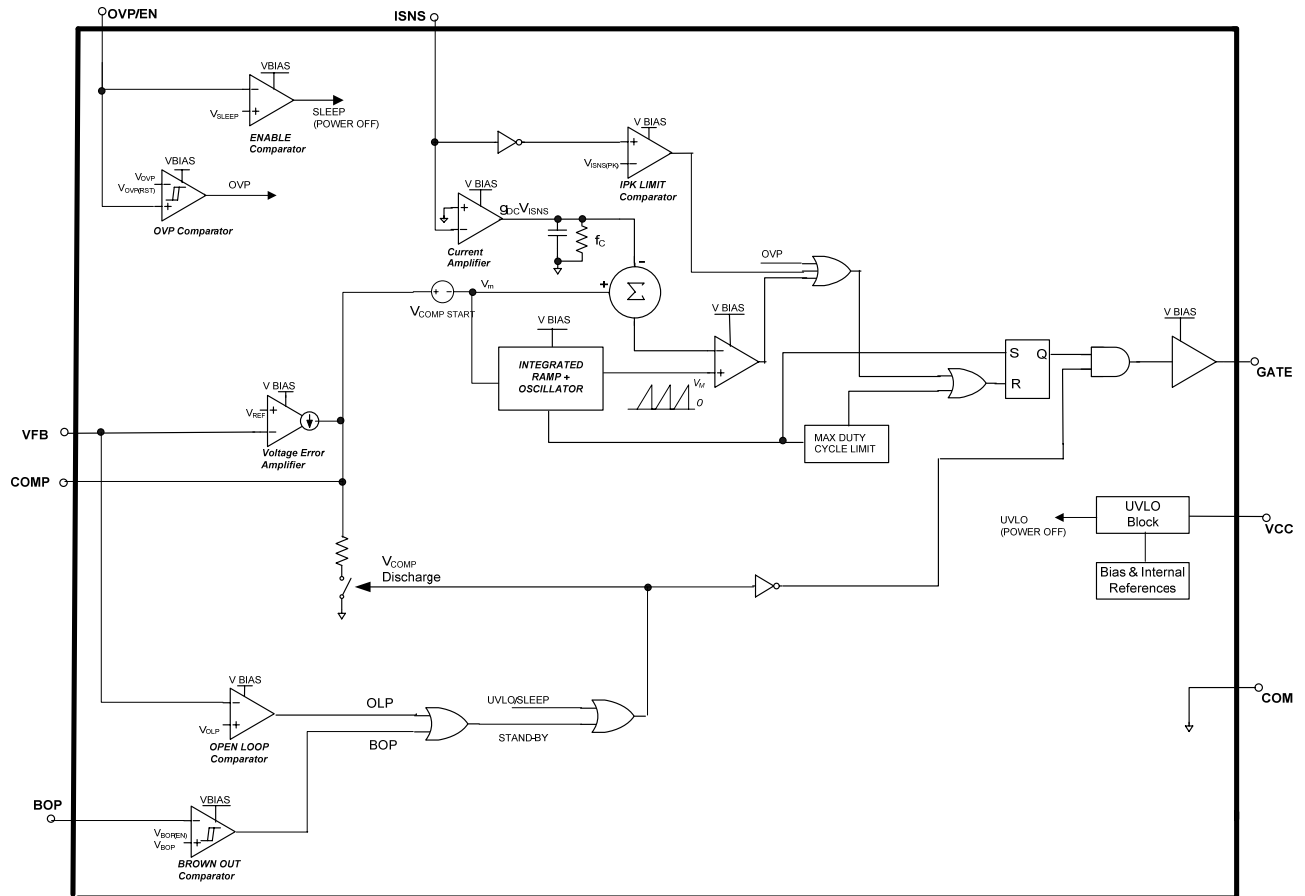 OVP/EN
ISNS
VBIAS
VSLEEP
SLEEP
(POWER OFF)
ENABLE
Comparator
VBIAS
VOVP
VOVP(RST)
OVP
OVP Comparator
V BIAS
VISNS(PK)
IPK LIMIT
Comparator
V BIAS
gDCVISNS
Current
Amplifier
fC
OVP
Vm
VCOMP START
Σ
V BIAS
INTEGRATED
RAMP +
OSCILLATOR
V BIAS
VM
0
S
Q
R
V BIAS
GATE
V BIAS
VREF
VFB
Voltage Error
Amplifier
MAX DUTY
CYCLE LIMIT
COMP
UVLO
(POWER OFF)
UVLO
Block
VCC
Bias & Internal
References
VCOMP
Discharge
V BIAS
VOLP
OPEN LOOP
Comparator
OLP
BOP
UVLO/SLEEP
STAND-BY
COM
BOP
VBIAS
VBOP(EN)
VBOP
BROWN OUT
Comparator